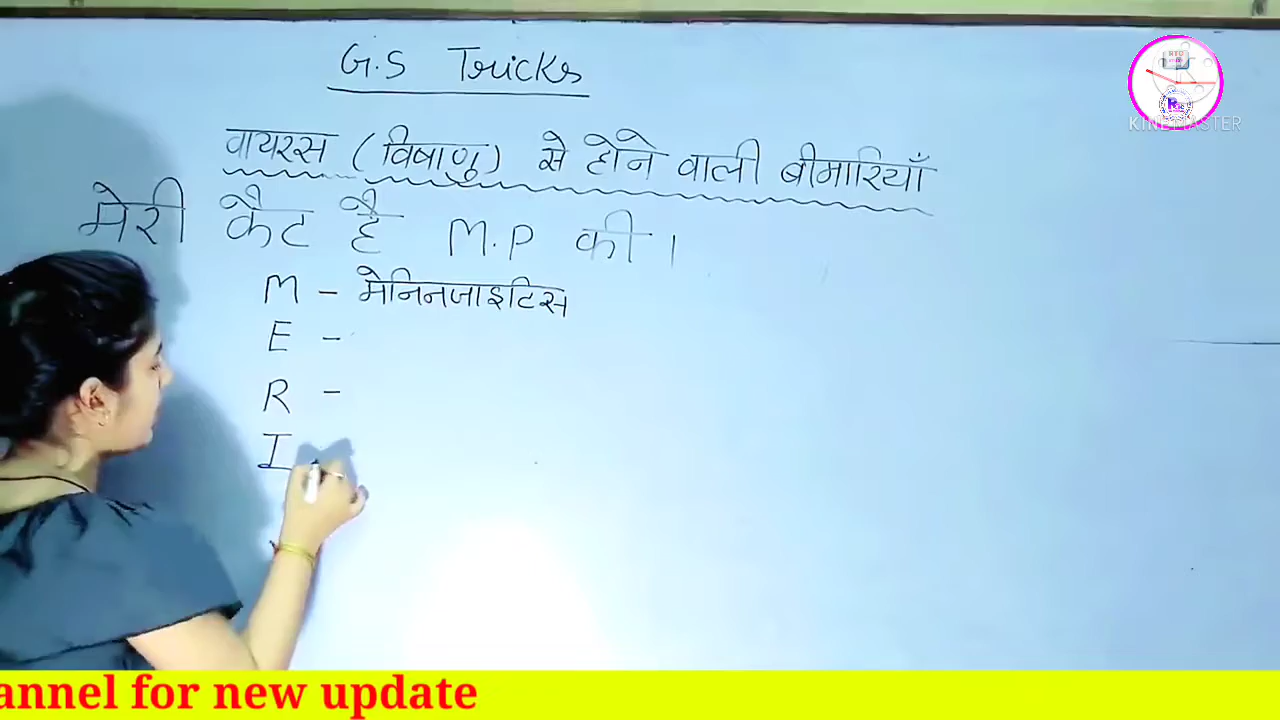 G.S Tricks
वायरस (विषाणु) से होने वाली बीमारियाँ
मेरी कैट है M.P की।
M - मेनिनजाइटिस
E -
R -
I
KINEMASTER
annel for new update